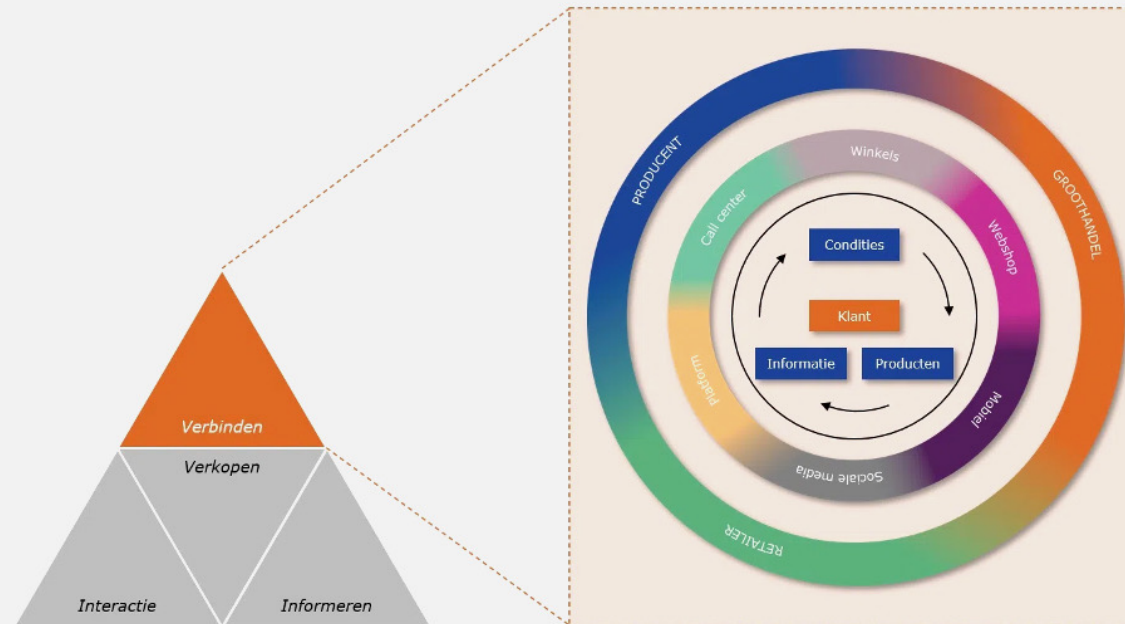 Verbinden
Verkopen
Interactie
Informeren
PRODUCENT
GROOTHANDEL
RETAILER
Winkels
Call center
Webshop
Platform
Mobiel
Sociale media
Condities
Klant
Informatie
Producten